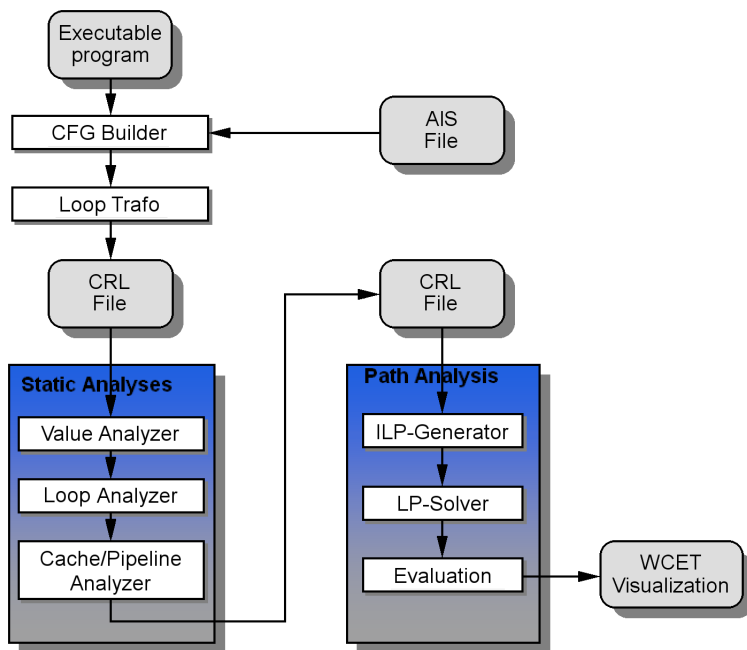 Executable
program
CFG Builder
AIS
File
Loop Trafo
CRL
File
CRL
File
Static Analyses
Value Analyzer
Loop Analyzer
Cache/Pipeline
Analyzer
Path Analysis
ILP-Generator
LP-Solver
Evaluation
WCET
Visualization